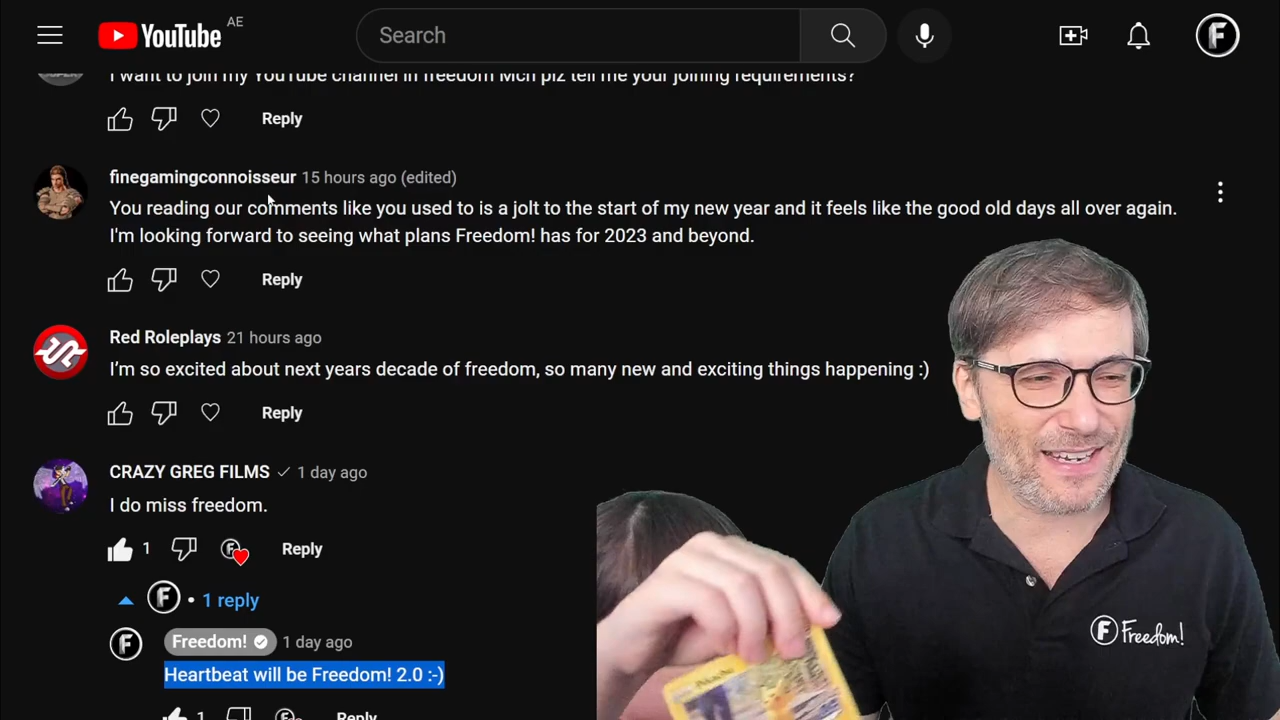 YouTube AE
Search
F
I want to join my YouTube channel in freedom Mcn plz tell me your joining requirements?
Reply
finegamingconnoisseur 15 hours ago (edited)
You reading our comments like you used to is a jolt to the start of my new year and it feels like the good old days all over again.
I'm looking forward to seeing what plans Freedom! has for 2023 and beyond.
Reply
Red Roleplays 21 hours ago
I’m so excited about next years decade of freedom, so many new and exciting things happening :)
Reply
CRAZY GREG FILMS 1 day ago
I do miss freedom.
1 Reply
F • 1 reply
F Freedom! 1 day ago
Heartbeat will be Freedom! 2.0 :-)
1 Reply
F Freedom!